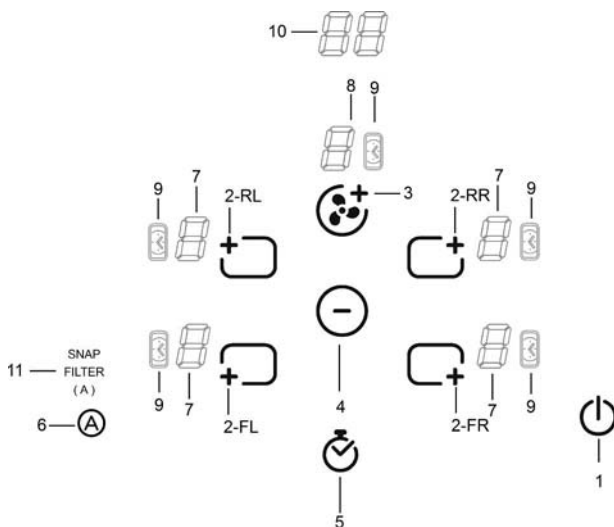 10
8 9
9 7 2-RL 3 2-RR 7 9
11 SNAP
FILTER
(A)
9 7 2-FL 4 2-FR 7 9
6 A
5 1